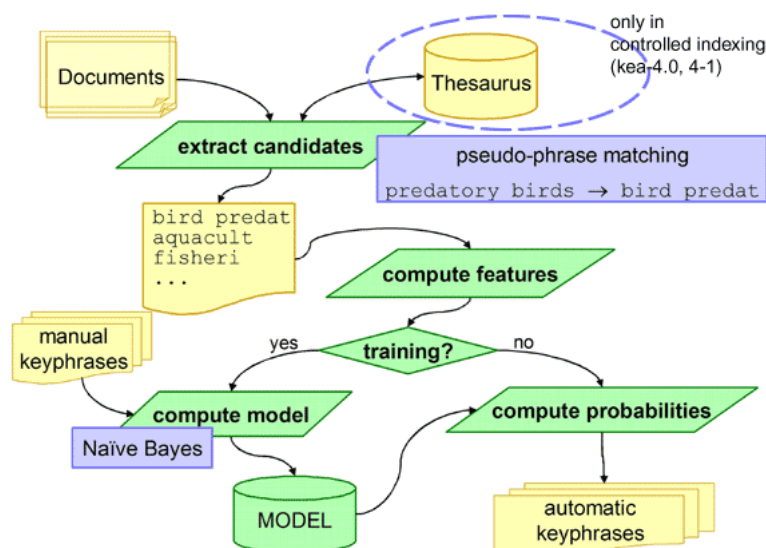 only in
controlled indexing
(kea-4.0, 4-1)
Documents
Thesaurus
extract candidates
pseudo-phrase matching
predatory birds → bird predat
bird predat
aquacult
fisheri
...
compute features
manual
keyphrases
yes
training?
no
compute model
compute probabilities
Naïve Bayes
MODEL
automatic
keyphrases